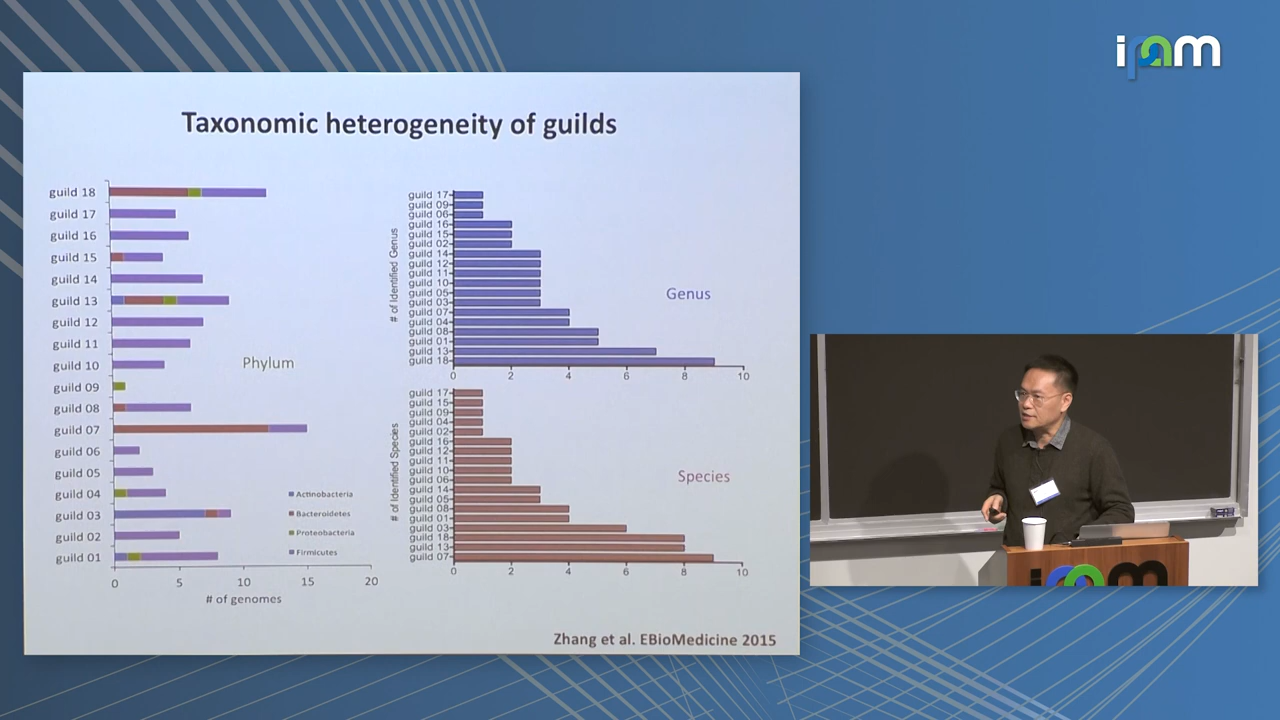 ipam
Taxonomic heterogeneity of guilds
guild 18
guild 17
guild 16
guild 15
guild 14
guild 13
guild 12
guild 11
guild 10
guild 09
guild 08
guild 07
guild 06
guild 05
guild 04
guild 03
guild 02
guild 01
0 5 10 15 20
# of genomes
Phylum
Actinobacteria
Bacteroidetes
Proteobacteria
Firmicutes
# of Identified Genus
guild 17
guild 09
guild 06
guild 16
guild 15
guild 02
guild 14
guild 12
guild 11
guild 10
guild 05
guild 03
guild 07
guild 04
guild 08
guild 01
guild 13
guild 18
0 2 4 6 8 10
Genus
# of Identified Species
guild 17
guild 15
guild 09
guild 04
guild 02
guild 16
guild 12
guild 11
guild 10
guild 06
guild 14
guild 05
guild 08
guild 01
guild 03
guild 18
guild 13
guild 07
0 2 4 6 8 10
Species
Zhang et al. EBioMedicine 2015
ipam